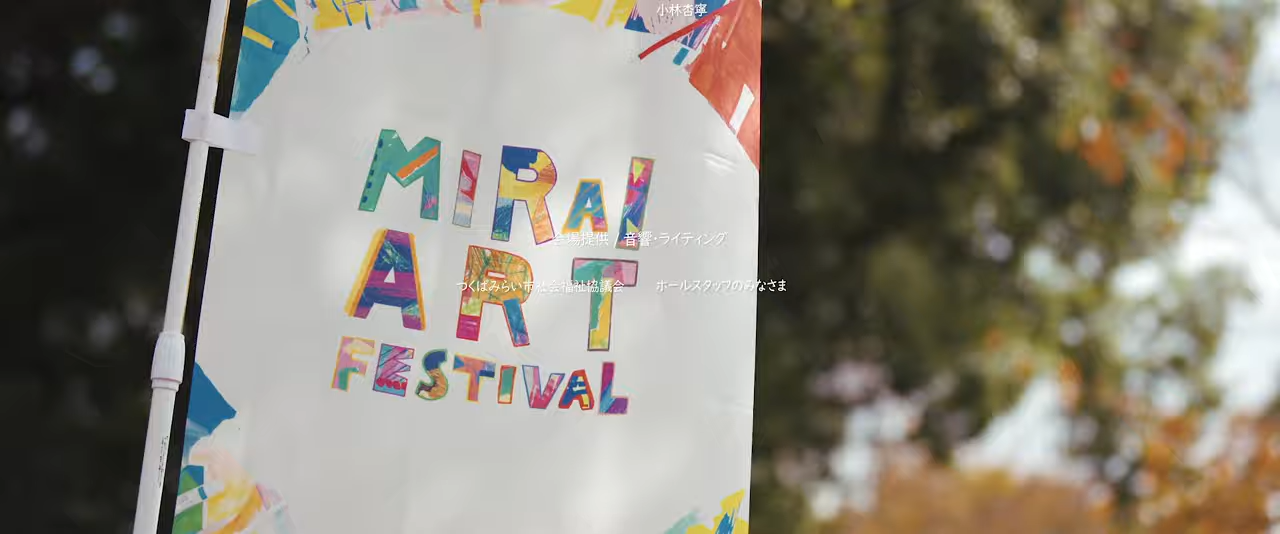 小林杏寧
MIRAI
ART
FESTIVAL
会場提供 / 音響・ライティング
つくばみらい市社会福祉協議会 ホールスタッフのみなさま